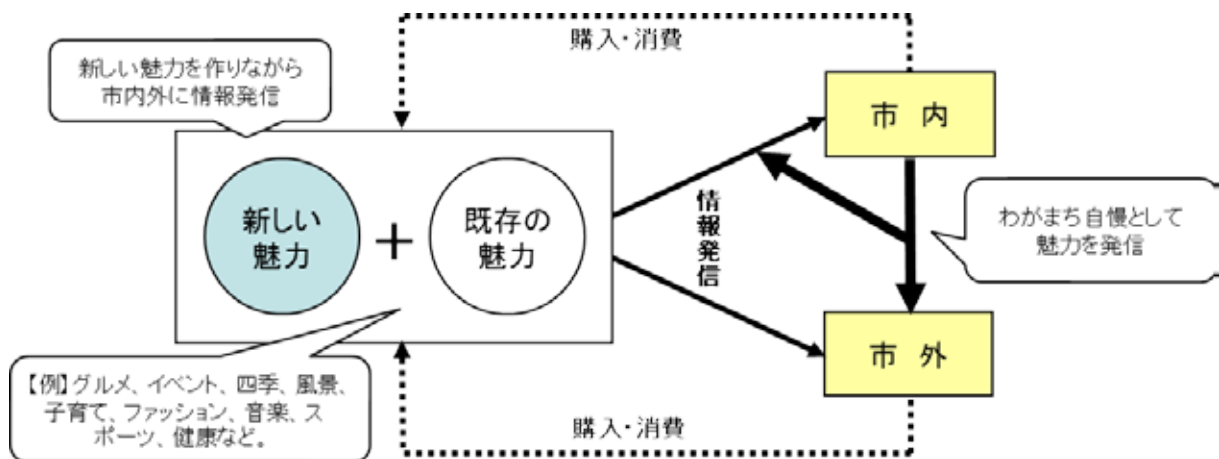 購入・消費
新しい魅力を作りながら
市内外に情報発信
市 内
新しい
魅力
+
既存の
魅力
情報発信
わがまち自慢として
魅力を発信
市 外
【例】グルメ、イベント、四季、風景、
子育て、ファッション、音楽、ス
ポーツ、健康など。
購入・消費